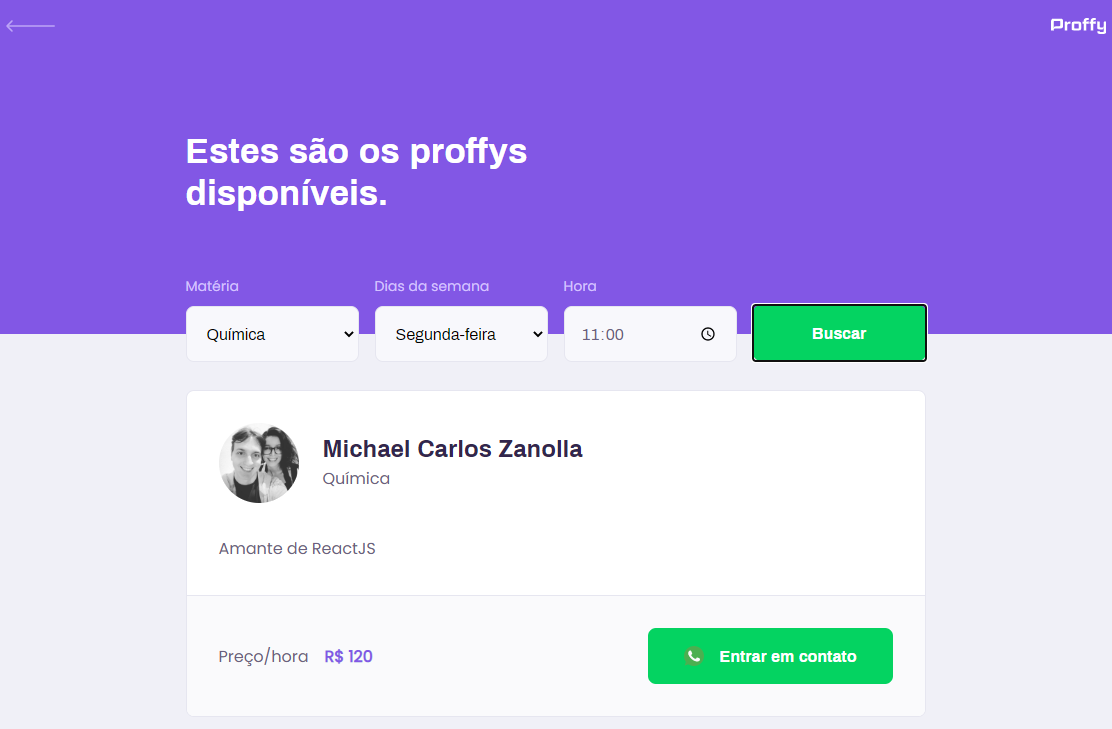 Proffy
Estes são os proffys
disponíveis.
Matéria
Dias da semana
Hora
Química
Segunda-feira
11:00
Buscar
Michael Carlos Zanolla
Química
Amante de ReactJS
Preço/hora R$ 120
Entrar em contato